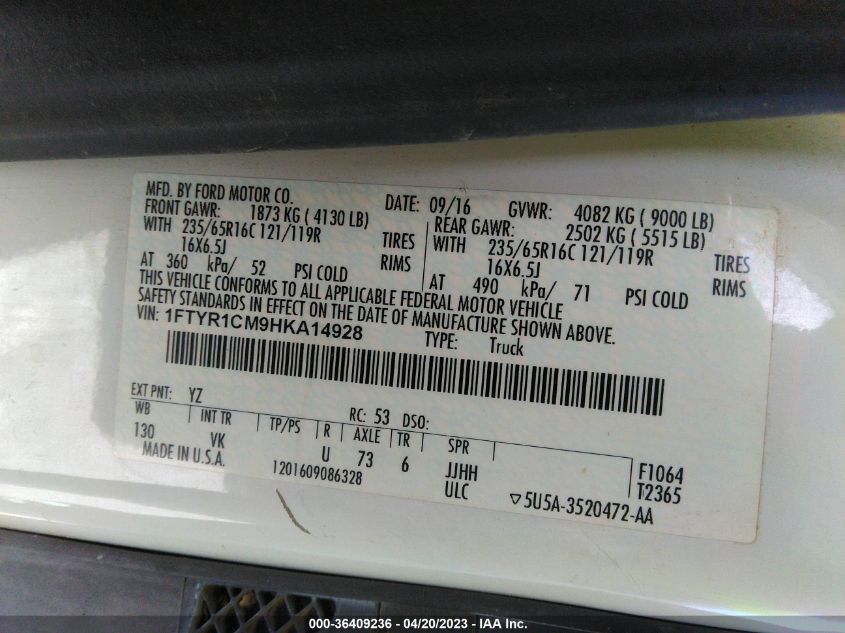 MFD. BY FORD MOTOR CO. DATE: 09/16 GVWR: 4082 KG ( 9000 LB)
FRONT GAWR: 1873 KG ( 4130 LB) REAR GAWR: 2502 KG ( 5515 LB)
WITH 235/65R16C 121/119R TIRES WITH 235/65R16C 121/119R TIRES
16X6.5J RIMS 16X6.5J RIMS
AT 360 kPa/ 52 PSI COLD AT 490 kPa/ 71 PSI COLD
THIS VEHICLE CONFORMS TO ALL APPLICABLE FEDERAL MOTOR VEHICLE
SAFETY STANDARDS IN EFFECT ON THE DATE OF MANUFACTURE SHOWN ABOVE.
VIN: 1FTYR1CM9HKA14928 TYPE: Truck
EXT PNT: YZ RC: 53 DSO:
WB INT TR TP/PS R AXLE TR SPR
130 VK U 73 6 JJHH F1064
MADE IN U.S.A. 1201609086328 ULC T2365
▽5U5A-3520472-AA
000-36409236 - 04/20/2023 - IAA Inc.